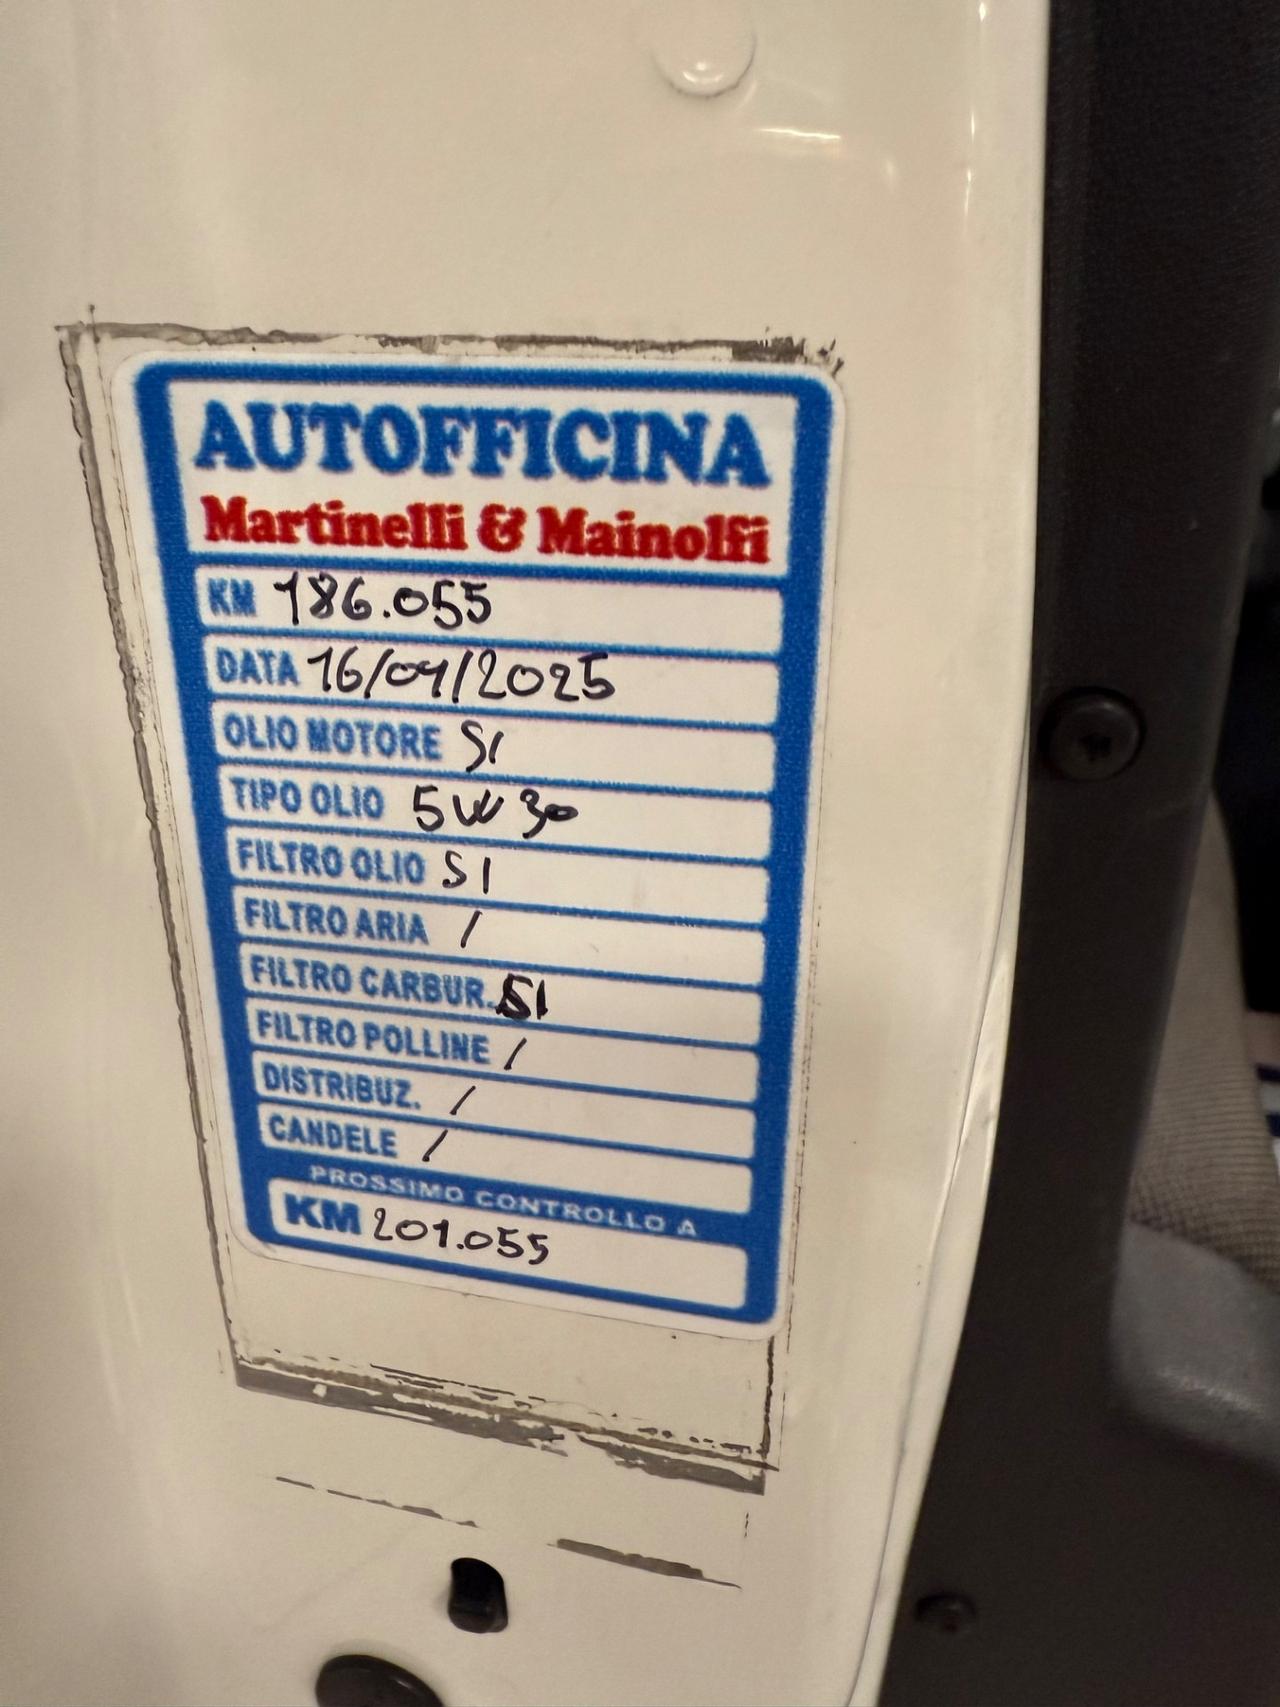 AUTOFFICINA
Martinelli & Mainolfi
KM 186.055
DATA 16/04/2025
OLIO MOTORE SI
TIPO OLIO 5W30
FILTRO OLIO SI
FILTRO ARIA /
FILTRO CARBUR. SI
FILTRO POLLINE /
DISTRIBUZ. /
CANDELE /
PROSSIMO CONTROLLO A
KM 201.055